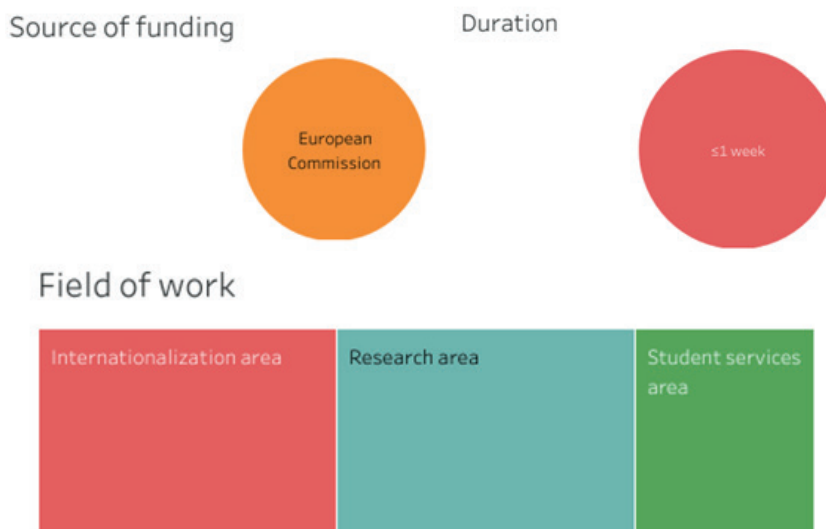 Source of funding
Duration
European
Commission
≤1 week
Field of work
Internationalization area
Research area
Student services
area